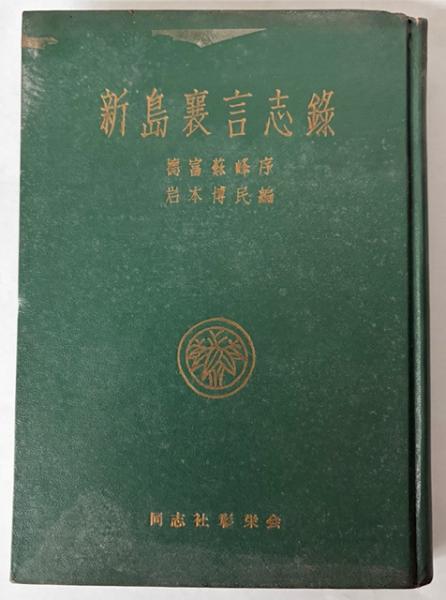 新島襄言志錄
德富蘇峰序
岩本博民編
同志社彰栄会